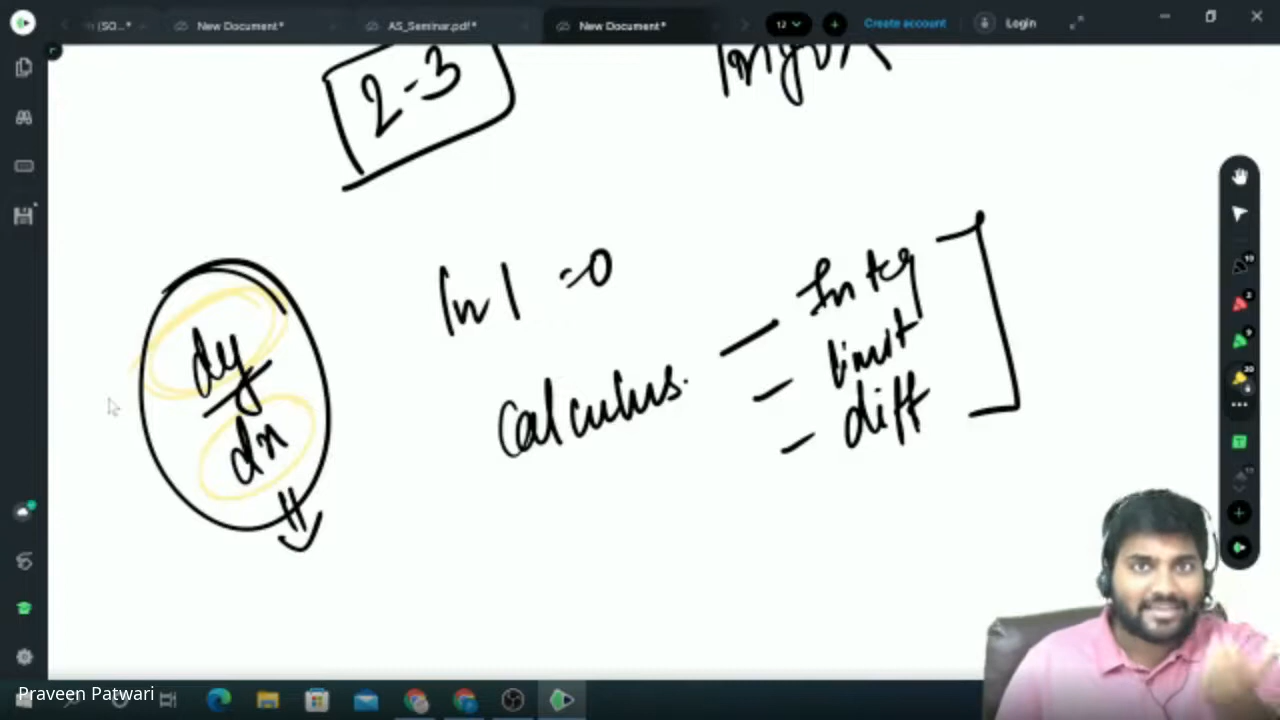 New Document*
AS_Seminar.pdf*
New Document*
12
Create account
Login
2-3
ln 1 =0
Integ
limit
diff
calculus.
dy
dx
Praveen Patwari